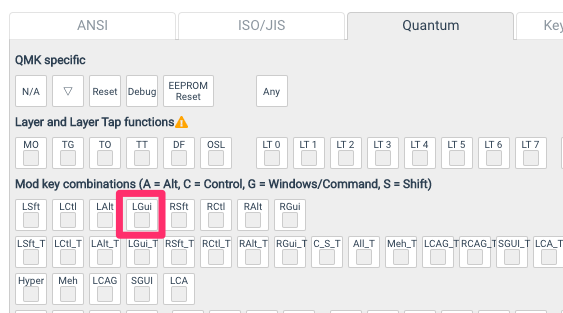 ANSI ISO/JIS Quantum Key
QMK specific
N/A ▽ Reset Debug EEPROM Reset Any
Layer and Layer Tap functions⚠
MO TG TO TT DF OSL LT 0 LT 1 LT 2 LT 3 LT 4 LT 5 LT 6 LT 7
Mod key combinations (A = Alt, C = Control, G = Windows/Command, S = Shift)
LSft LCtl LAlt LGui RSft RCtl RAlt RGui
LSft_T LCtl_T LAlt_T LGui_T RSft_T RCtl_T RAlt_T RGui_T C_S_T All_T Meh_T LCAG_T RCAG_T SGUI_T LCA_T
Hyper Meh LCAG SGUI LCA